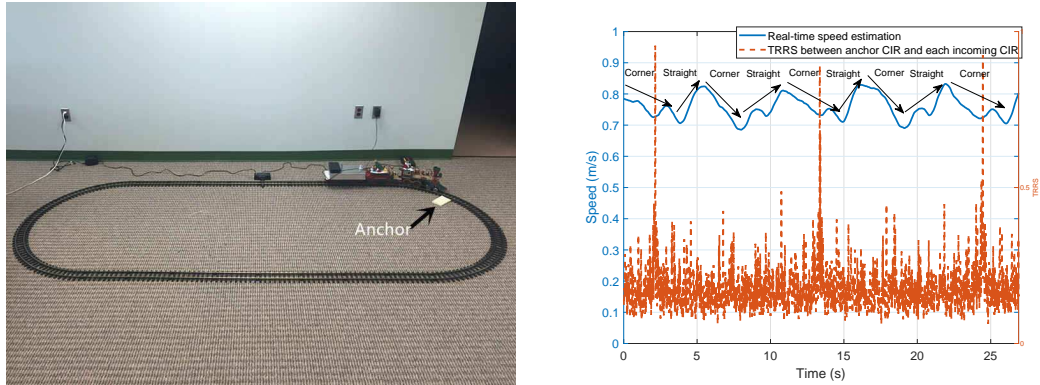 Anchor
Real-time speed estimation
TRRS between anchor CIR and each incoming CIR
Corner Straight Corner Straight Corner Straight Corner Straight Corner
1
0.9
0.8
0.7
0.6
0.5
0.4
0.3
0.2
0.1
0
Speed (m/s)
0 5 10 15 20 25
Time (s)
0.5
0
TRRS